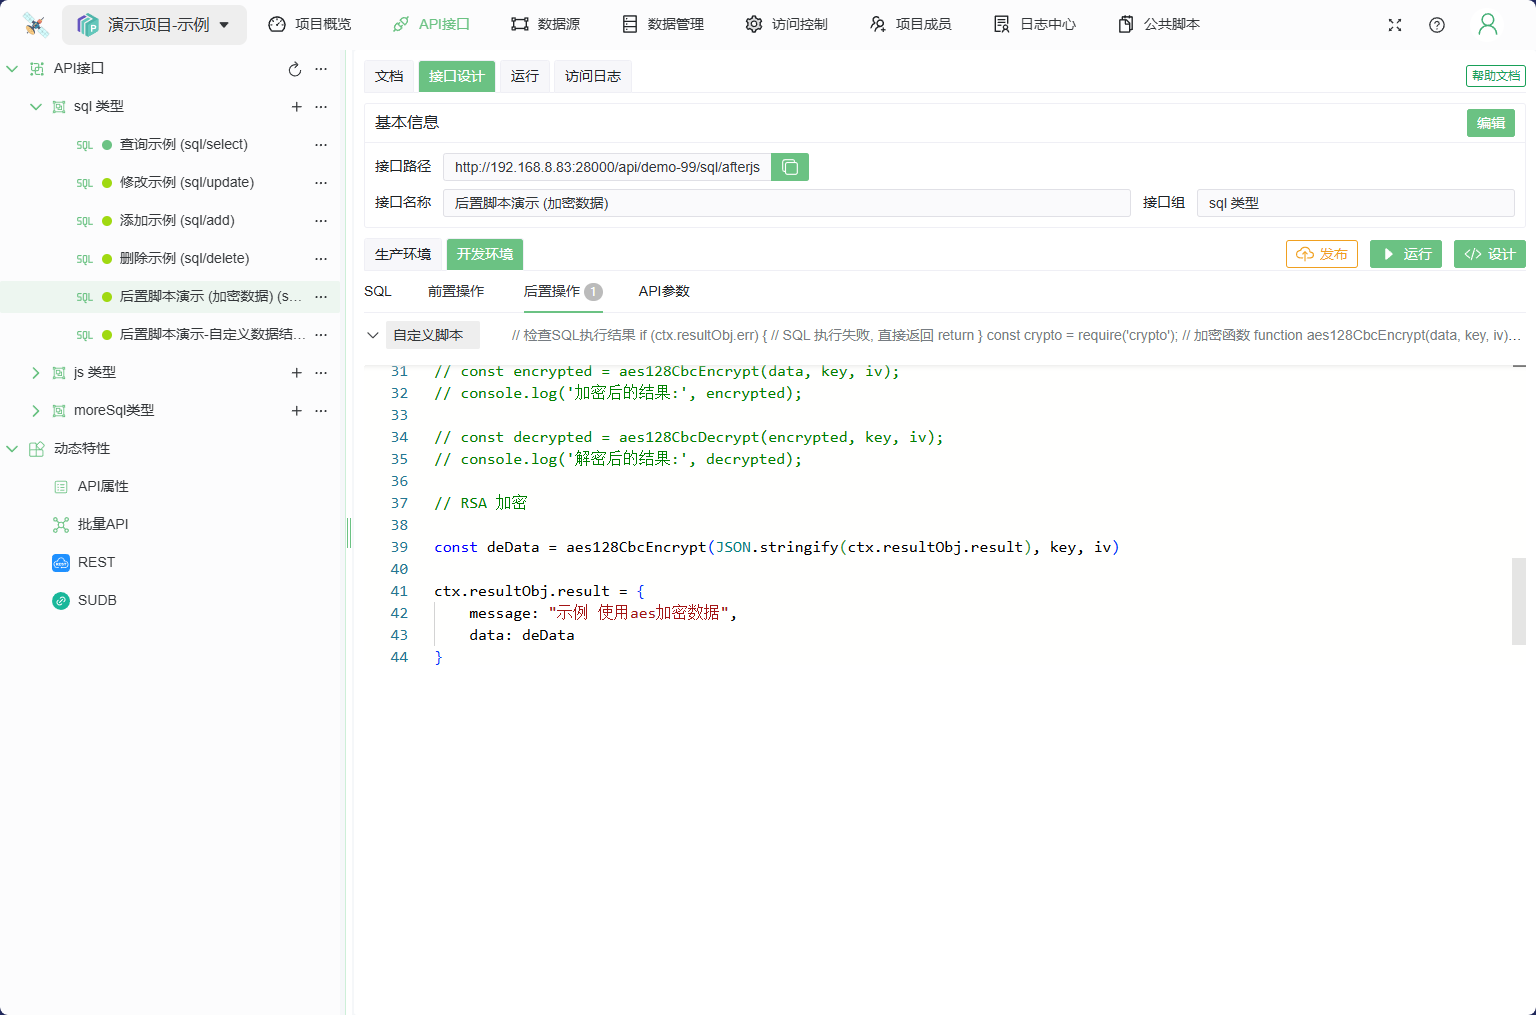 演示项目-示例
项目概览
API接口
数据源
数据管理
访问控制
项目成员
日志中心
公共脚本
API接口
sql 类型
SQL 查询示例 (sql/select)
SQL 修改示例 (sql/update)
SQL 添加示例 (sql/add)
SQL 删除示例 (sql/delete)
SQL 后置脚本演示 (加密数据) (s...
SQL 后置脚本演示-自定义数据结...
js 类型
moreSql类型
动态特性
API属性
批量API
REST
SUDB
文档 接口设计 运行 访问日志
帮助文档
基本信息
编辑
接口路径 http://192.168.8.83:28000/api/demo-99/sql/afterjs
接口名称 后置脚本演示 (加密数据) 接口组 sql 类型
生产环境 开发环境
发布 运行 </> 设计
SQL 前置操作 后置操作 1 API参数
自定义脚本 // 检查SQL执行结果 if (ctx.resultObj.err) { // SQL 执行失败, 直接返回 return } const crypto = require('crypto'); // 加密函数 function aes128CbcEncrypt(data, key, iv)...
31 // const encrypted = aes128CbcEncrypt(data, key, iv);
32 // console.log('加密后的结果:', encrypted);
33
34 // const decrypted = aes128CbcDecrypt(encrypted, key, iv);
35 // console.log('解密后的结果:', decrypted);
36
37 // RSA 加密
38
39 const deData = aes128CbcEncrypt(JSON.stringify(ctx.resultObj.result), key, iv)
40
41 ctx.resultObj.result = {
42 message: "示例 使用aes加密数据",
43 data: deData
44 }